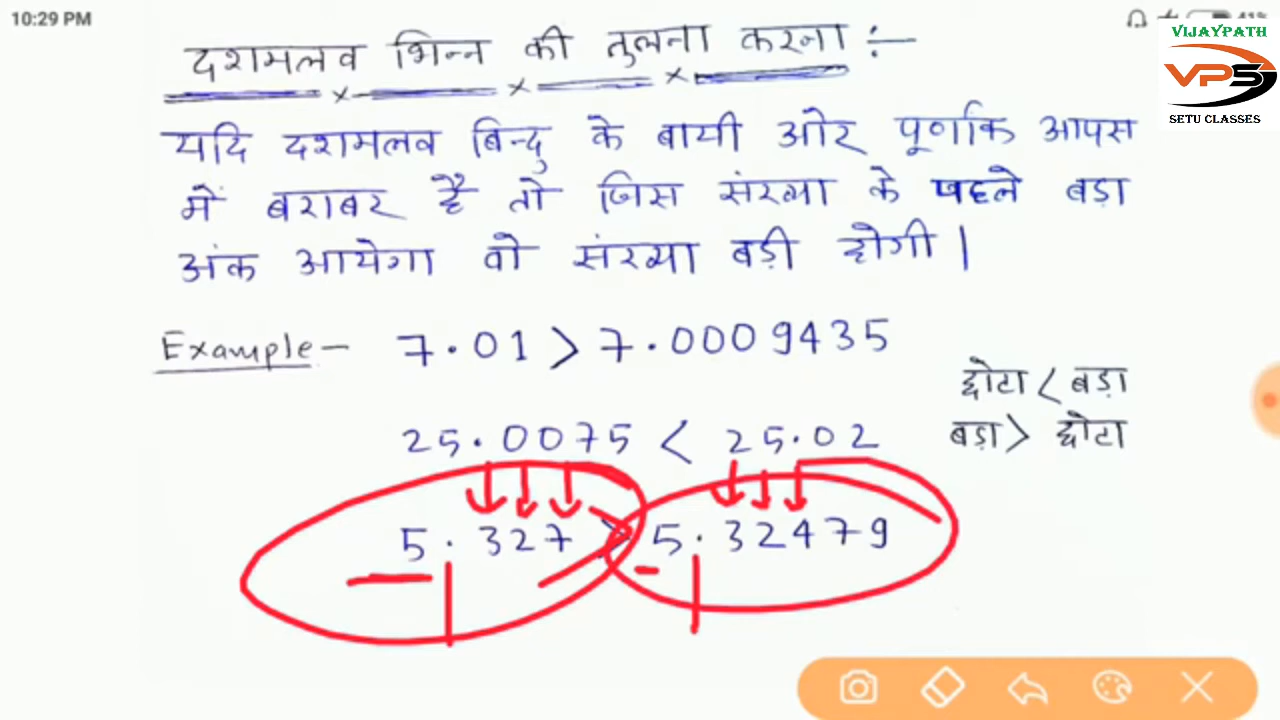 10:29 PM
41%
VIJAYPATH
VPS
SETU CLASSES
दशमलव भिन्न की तुलना करना :-
यदि दशमलव बिन्दु के बायी ओर पूर्णांक आपस
में बराबर है तो जिस संख्या के पहले बड़ा
अंक आयेगा वो संख्या बड़ी होगी |
Example - 7.01 > 7.0009435
छोटा < बड़ा
25.0075 < 25.02
बड़ा > छोटा
5.327 > 5.32479